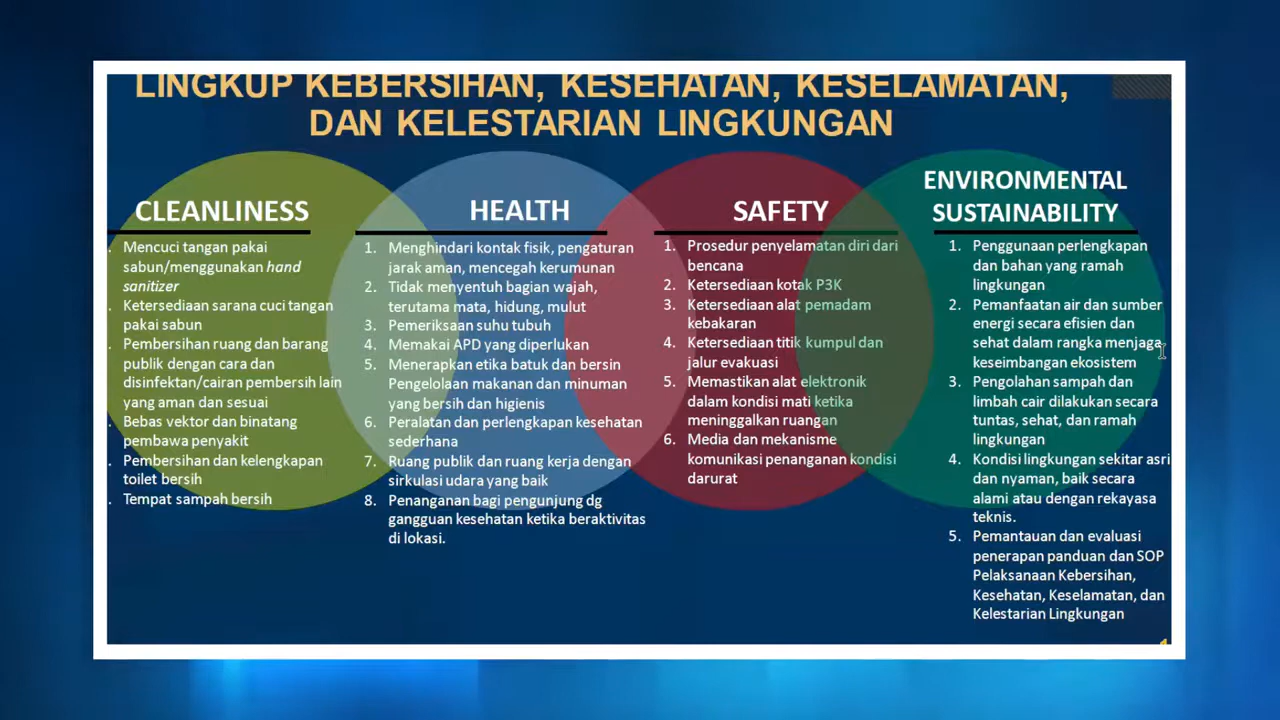 LINGKUP KEBERSIHAN, KESEHATAN, KESELAMATAN,
DAN KELESTARIAN LINGKUNGAN
CLEANLINESS
. Mencuci tangan pakai
sabun/menggunakan hand
sanitizer
. Ketersediaan sarana cuci tangan
pakai sabun
. Pembersihan ruang dan barang
publik dengan cara dan
disinfektan/cairan pembersih lain
yang aman dan sesuai
. Bebas vektor dan binatang
pembawa penyakit
. Pembersihan dan kelengkapan
toilet bersih
. Tempat sampah bersih
HEALTH
1. Menghindari kontak fisik, pengaturan
jarak aman, mencegah kerumunan
2. Tidak menyentuh bagian wajah,
terutama mata, hidung, mulut
3. Pemeriksaan suhu tubuh
4. Memakai APD yang diperlukan
5. Menerapkan etika batuk dan bersin
Pengelolaan makanan dan minuman
yang bersih dan higienis
6. Peralatan dan perlengkapan kesehatan
sederhana
7. Ruang publik dan ruang kerja dengan
sirkulasi udara yang baik
8. Penanganan bagi pengunjung dg
gangguan kesehatan ketika beraktivitas
di lokasi.
SAFETY
1. Prosedur penyelamatan diri dari
bencana
2. Ketersediaan kotak P3K
3. Ketersediaan alat pemadam
kebakaran
4. Ketersediaan titik kumpul dan
jalur evakuasi
5. Memastikan alat elektronik
dalam kondisi mati ketika
meninggalkan ruangan
6. Media dan mekanisme
komunikasi penanganan kondisi
darurat
ENVIRONMENTAL
SUSTAINABILITY
1. Penggunaan perlengkapan
dan bahan yang ramah
lingkungan
2. Pemanfaatan air dan sumber
energi secara efisien dan
sehat dalam rangka menjaga
keseimbangan ekosistem
3. Pengolahan sampah dan
limbah cair dilakukan secara
tuntas, sehat, dan ramah
lingkungan
4. Kondisi lingkungan sekitar asri
dan nyaman, baik secara
alami atau dengan rekayasa
teknis.
5. Pemantauan dan evaluasi
penerapan panduan dan SOP
Pelaksanaan Kebersihan,
Kesehatan, Keselamatan, dan
Kelestarian Lingkungan